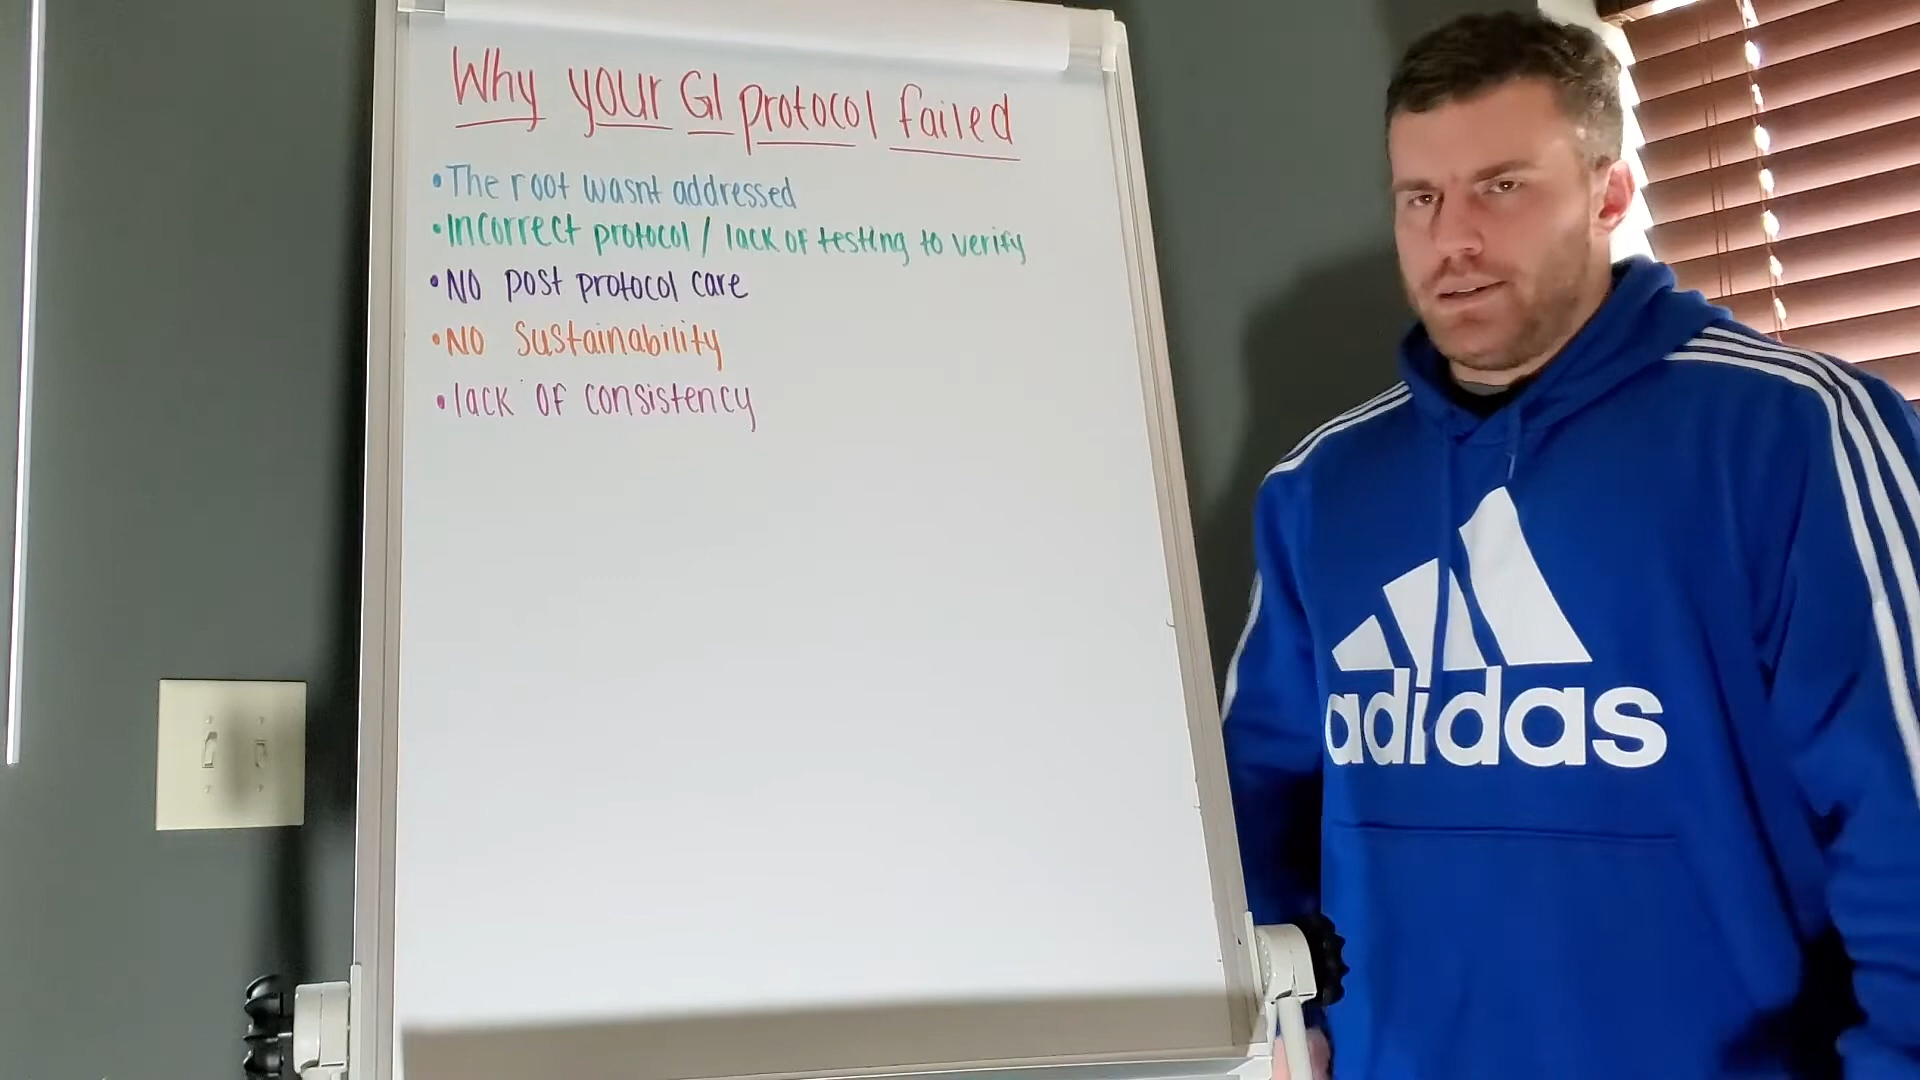 Why your GI protocol failed
•The root wasnt addressed
•Incorrect protocol / lack of testing to verify
•NO post protocol care
•NO sustainability
•lack of consistency
adidas